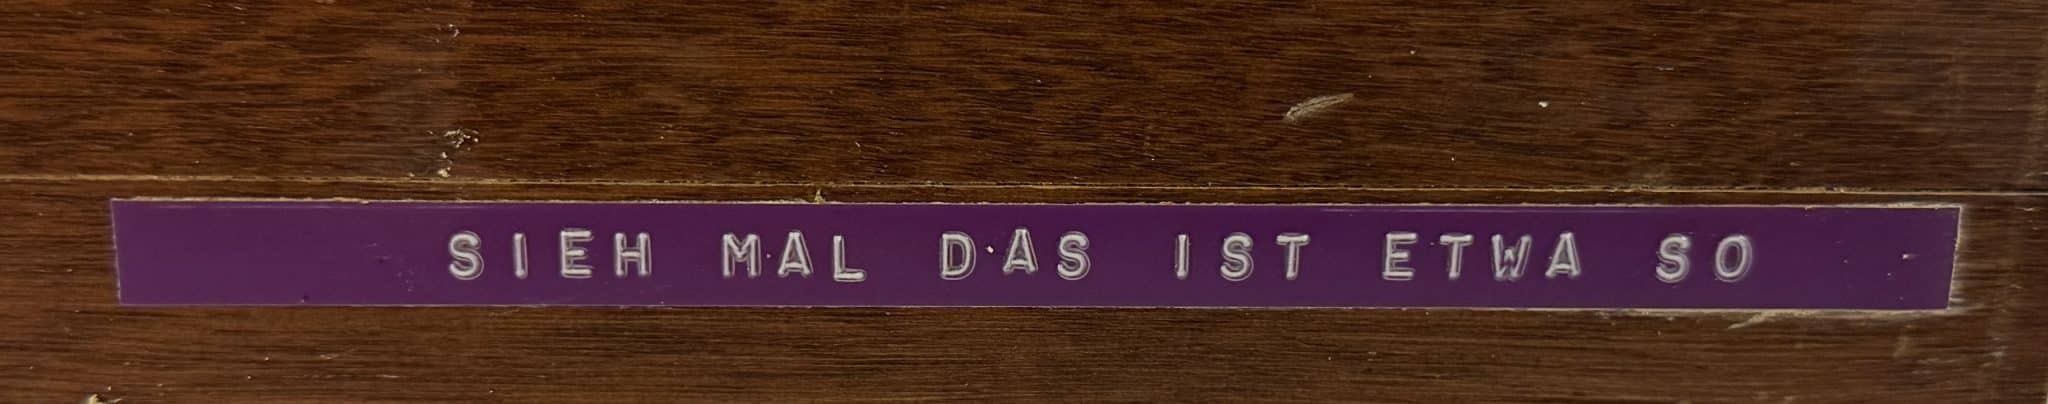 SIEH MAL DAS IST ETWA SO